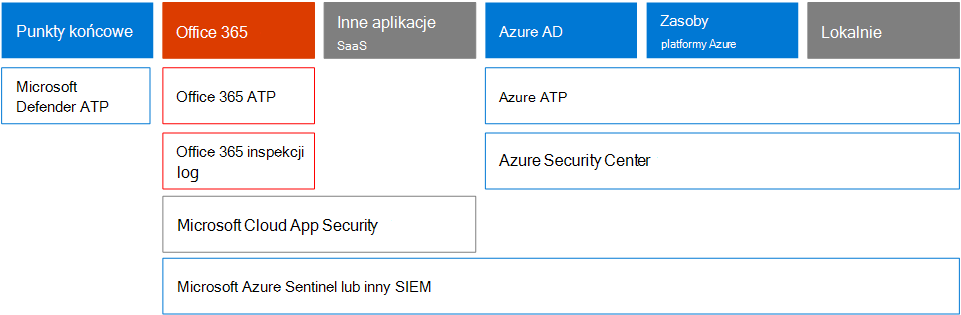 Punkty końcowe
Office 365
Inne aplikacje
SaaS
Azure AD
Zasoby
platformy Azure
Lokalnie
Microsoft
Defender ATP
Office 365 ATP
Azure ATP
Office 365 inspekcji
log
Azure Security Center
Microsoft Cloud App Security
Microsoft Azure Sentinel lub inny SIEM